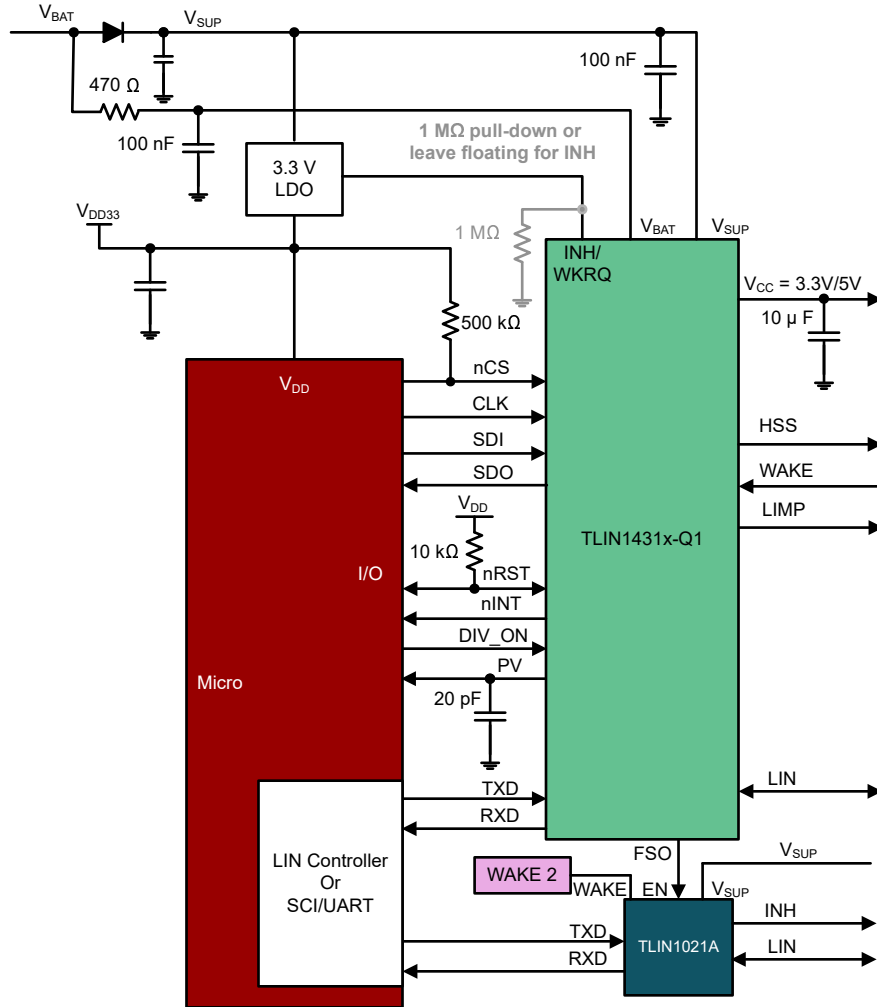 VBAT
VSUP
470 Ω
100 nF
100 nF
1 MΩ pull-down or
leave floating for INH
3.3 V
LDO
VDD33
1 MΩ
VBAT
VSUP
INH/
WKRQ
VCC = 3.3V/5V
10 µ F
500 kΩ
VDD
nCS
CLK
SDI
SDO
HSS
WAKE
LIMP
VDD
10 kΩ
TLIN1431x-Q1
I/O
nRST
nINT
DIV_ON
PV
Micro
20 pF
TXD
RXD
LIN
LIN Controller
Or
SCI/UART
FSO
VSUP
WAKE 2
WAKE
EN
VSUP
INH
TXD
TLIN1021A
RXD
LIN